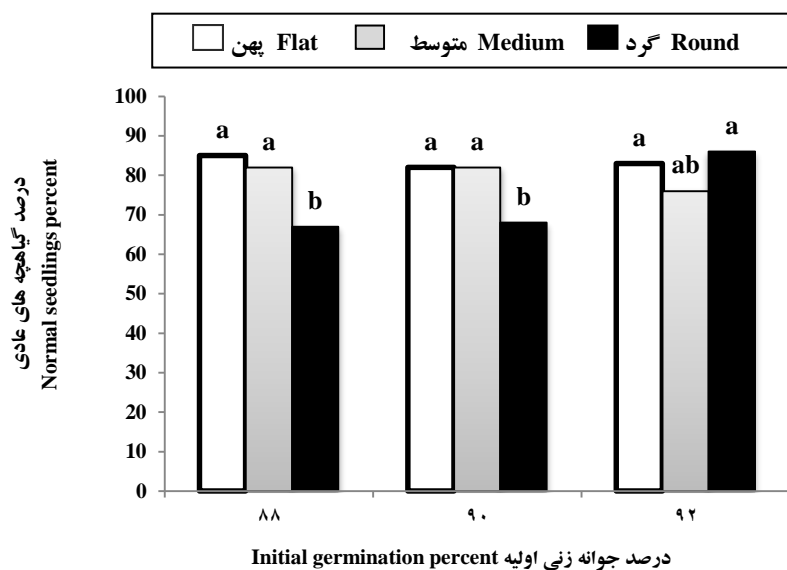 پهن Flat متوسط Medium گرد Round
100
90
80
70
60
50
40
30
20
10
0
a a b
a a b
a ab a
۸۸ ۹۰ ۹۲
درصد گیاهچه های عادی
Normal seedlings percent
درصد جوانه زنی اولیه Initial germination percent